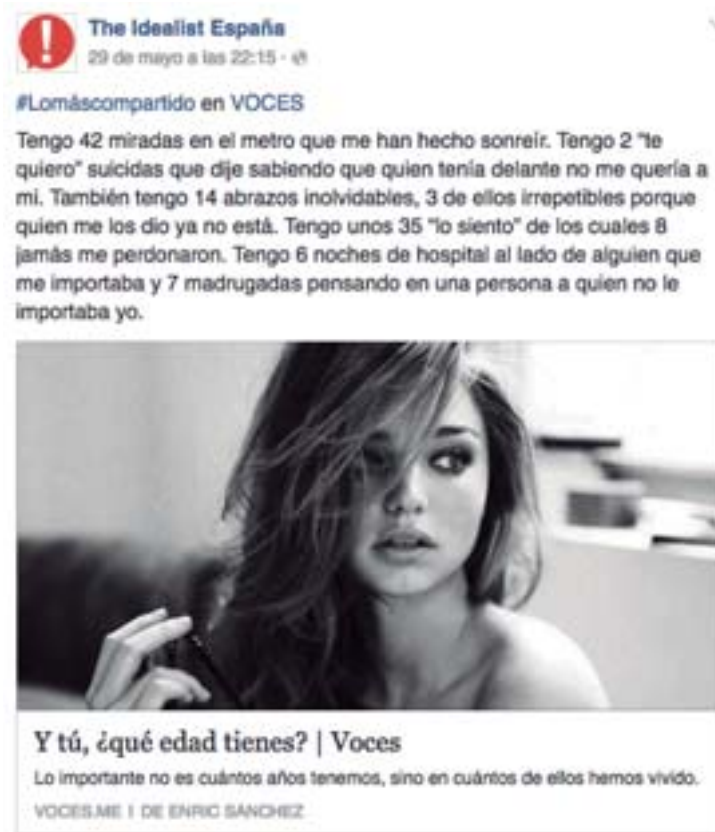 The Idealist España
29 de mayo a las 22:15 ·
#Lomáscompartido en VOCES
Tengo 42 miradas en el metro que me han hecho sonreír. Tengo 2 "te
quiero" suicidas que dije sabiendo que quien tenía delante no me quería a
mi. También tengo 14 abrazos inolvidables, 3 de ellos irrepetibles porque
quien me los dio ya no está. Tengo unos 35 "lo siento" de los cuales 8
jamás me perdonaron. Tengo 6 noches de hospital al lado de alguien que
me importaba y 7 madrugadas pensando en una persona a quien no le
importaba yo.
Y tú, ¿qué edad tienes? | Voces
Lo importante no es cuántos años tenemos, sino en cuántos de ellos hemos vivido.
VOCES.ME | DE ENRIC SÁNCHEZ